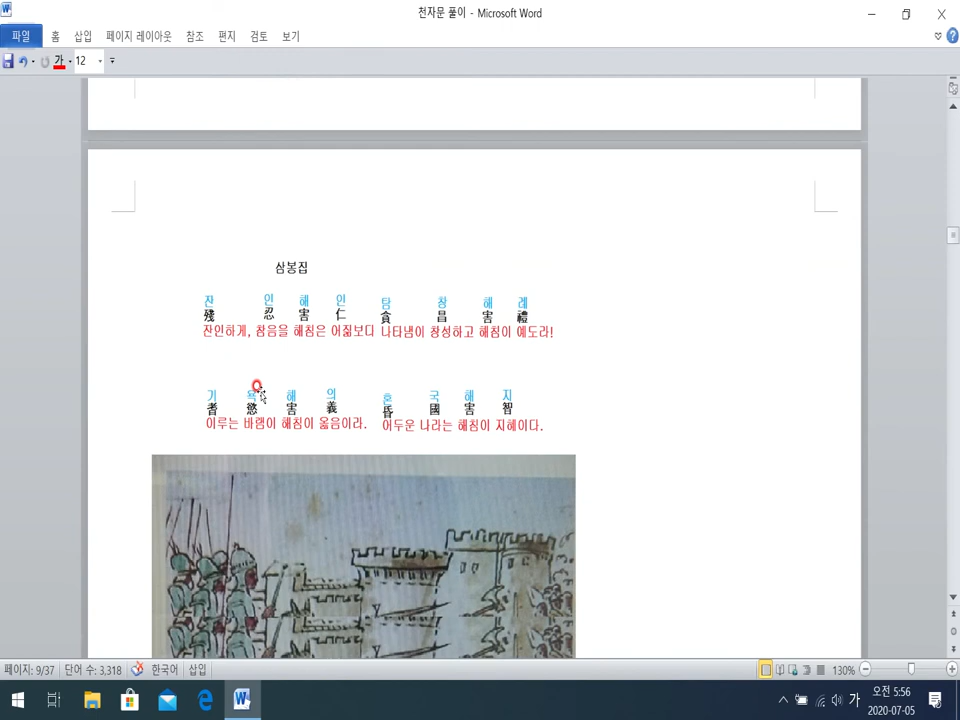 천자문 풀이 - Microsoft Word
파일 홈 삽입 페이지 레이아웃 참조 편지 검토 보기
가 12
삼봉집
잔 인 해 인 탐 창 해 례
殘 忍 害 仁 貪 昌 害 禮
잔인하게, 참음을 해침은 어짊보다 나타냄이 창성하고 해침이 예도라!
기 욕 해 의 혼 국 해 지
耆 慾 害 義 昏 國 害 智
이루는 바램이 해침이 옳음이라. 어두운 나라는 해침이 지혜이다.
페이지: 9/37 단어 수: 3,318 한국어 삽입 130%
가 오전 5:56
2020-07-05